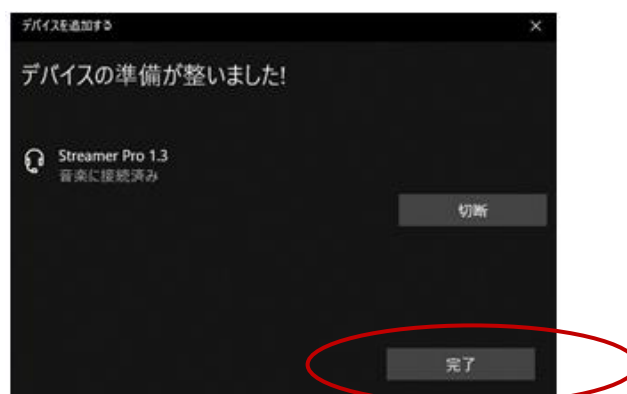 デバイスを追加する
デバイスの準備が整いました!
Streamer Pro 1.3
音楽に接続済み
切断
完了